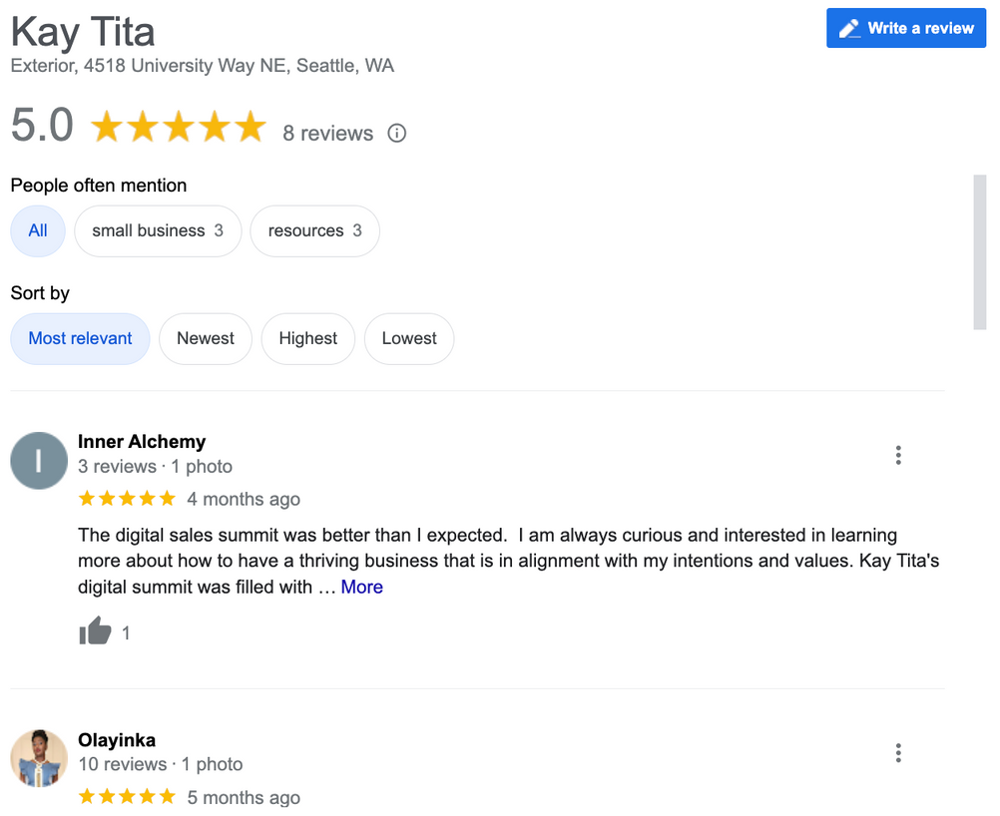 Kay Tita
Write a review
Exterior, 4518 University Way NE, Seattle, WA
5.0 8 reviews
People often mention
All small business 3 resources 3
Sort by
Most relevant Newest Highest Lowest
I
Inner Alchemy
3 reviews · 1 photo
4 months ago
The digital sales summit was better than I expected.  I am always curious and interested in learning
more about how to have a thriving business that is in alignment with my intentions and values. Kay Tita's
digital summit was filled with … More
1
Olayinka
10 reviews · 1 photo
5 months ago